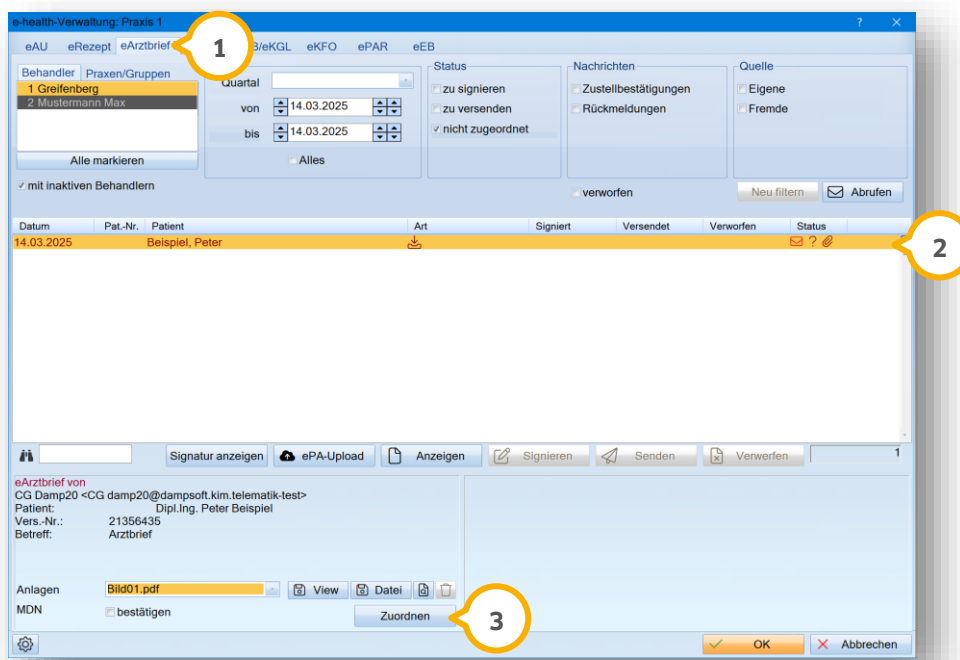 e-health-Verwaltung: Praxis 1 ? ×
eAU eRezept eArztbrief B/eKGL eKFO ePAR eEB
1
Behandler Praxen/Gruppen
1 Greifenberg
2 Mustermann Max
Alle markieren
mit inaktiven Behandlern
Quartal
von 14.03.2025
bis 14.03.2025
Alles
Status
zu signieren
zu versenden
nicht zugeordnet
Nachrichten
Zustellbestätigungen
Rückmeldungen
verworfen
Quelle
Eigene
Fremde
Neu filtern Abrufen
Datum Pat.-Nr. Patient Art Signiert Versendet Verworfen Status
14.03.2025 Beispiel, Peter ?
2
Signatur anzeigen ePA-Upload Anzeigen Signieren Senden Verwerfen 1
eArztbrief von
CG Damp20 <CG damp20@dampsoft.kim.telematik-test>
Patient: Dipl.Ing. Peter Beispiel
Vers.-Nr.: 21356435
Betreff: Arztbrief
Anlagen Bild01.pdf View Datei
MDN bestätigen Zuordnen
3
OK Abbrechen